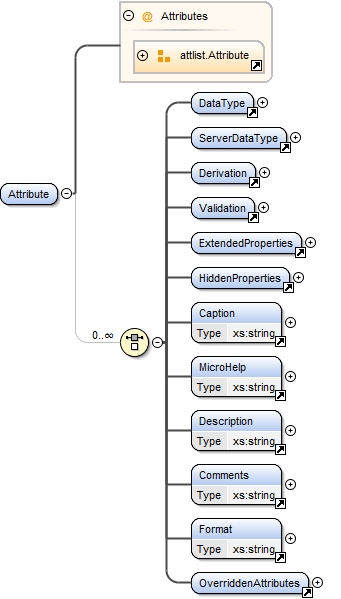 @ Attributes
attlist.Attribute
Attribute
0..∞
DataType
ServerDataType
Derivation
Validation
ExtendedProperties
HiddenProperties
Caption
Type xs:string
MicroHelp
Type xs:string
Description
Type xs:string
Comments
Type xs:string
Format
Type xs:string
OverriddenAttributes